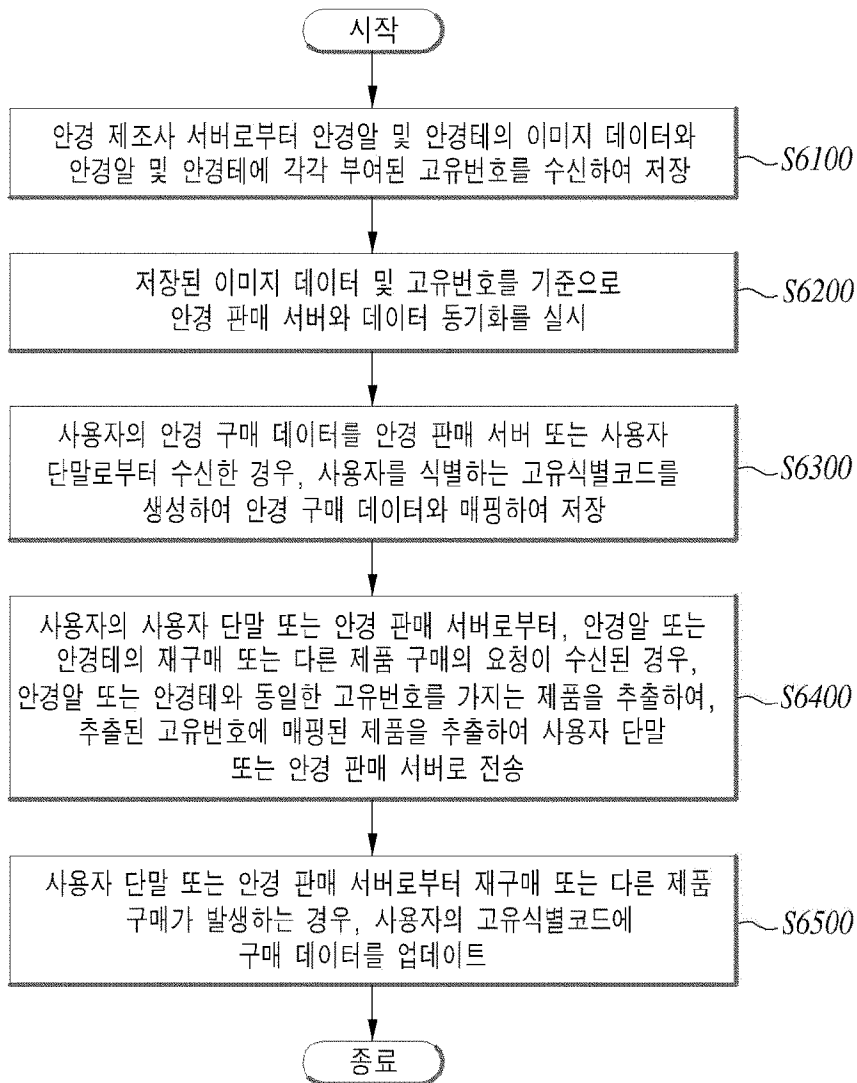 시작
안경 제조사 서버로부터 안경알 및 안경테의 이미지 데이터와
안경알 및 안경테에 각각 부여된 고유번호를 수신하여 저장
S6100
저장된 이미지 데이터 및 고유번호를 기준으로
안경 판매 서버와 데이터 동기화를 실시
S6200
사용자의 안경 구매 데이터를 안경 판매 서버 또는 사용자
단말로부터 수신한 경우, 사용자를 식별하는 고유식별코드를
생성하여 안경 구매 데이터와 매핑하여 저장
S6300
사용자의 사용자 단말 또는 안경 판매 서버로부터, 안경알 또는
안경테의 재구매 또는 다른 제품 구매의 요청이 수신된 경우,
안경알 또는 안경테와 동일한 고유번호를 가지는 제품을 추출하여,
추출된 고유번호에 매핑된 제품을 추출하여 사용자 단말
또는 안경 판매 서버로 전송
S6400
사용자 단말 또는 안경 판매 서버로부터 재구매 또는 다른 제품
구매가 발생하는 경우, 사용자의 고유식별코드에
구매 데이터를 업데이트
S6500
종료